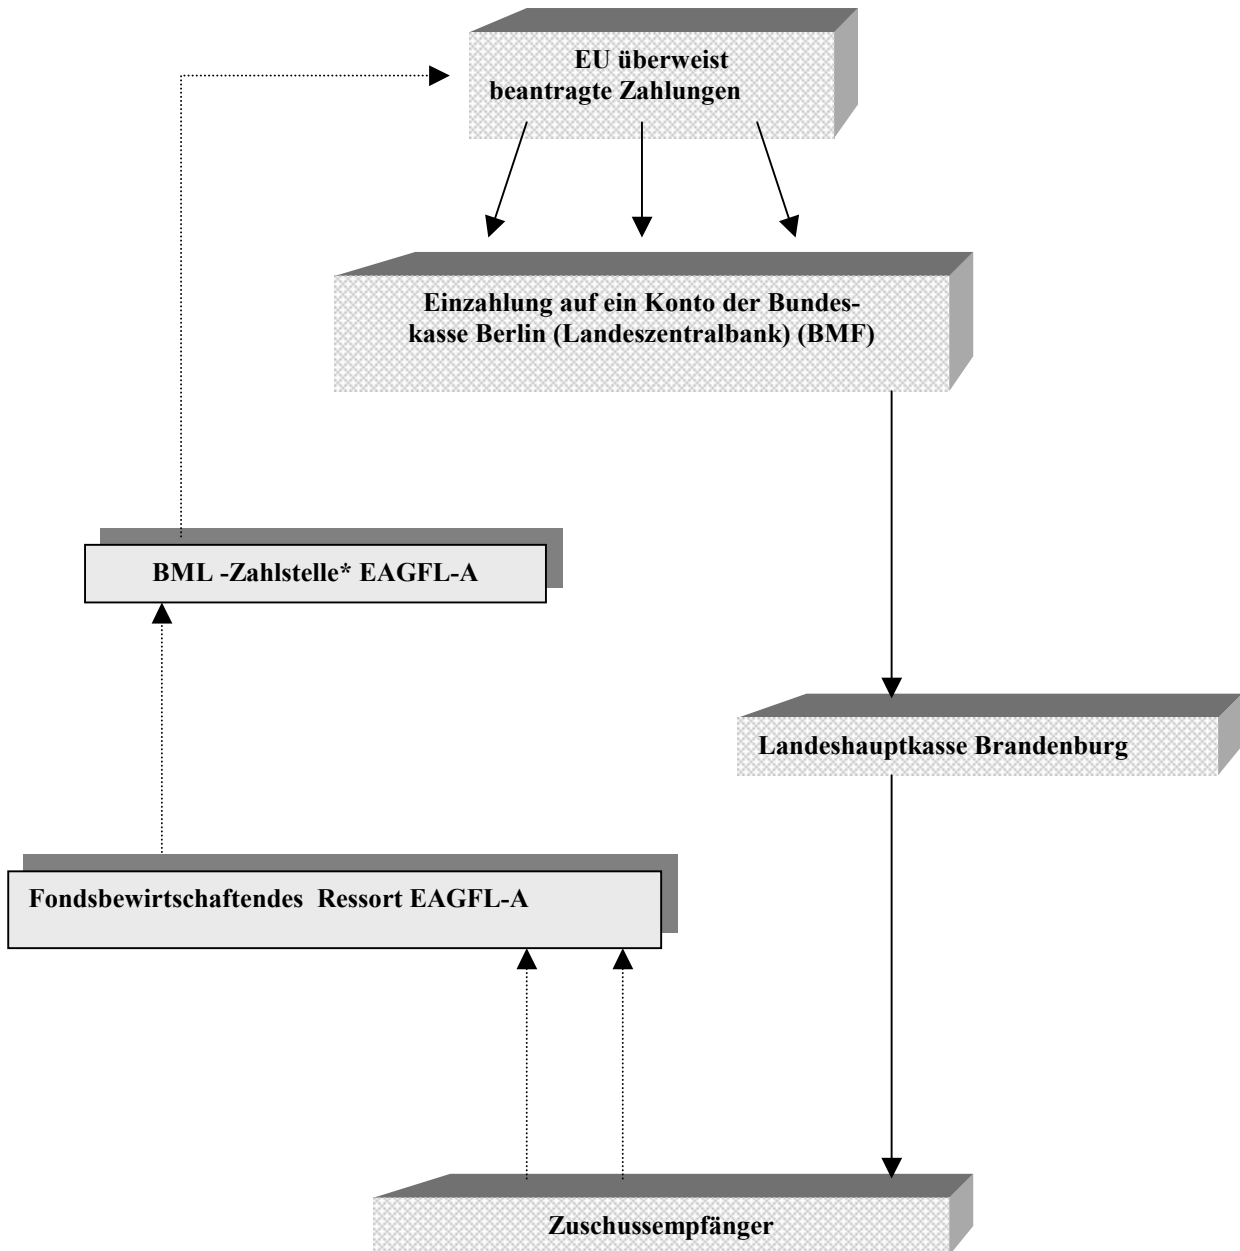 EU überweist
beantragte Zahlungen
Einzahlung auf ein Konto der Bundes-
kasse Berlin (Landeszentralbank) (BMF)
BML -Zahlstelle* EAGFL-A
Landeshauptkasse Brandenburg
Fondsbewirtschaftendes Ressort EAGFL-A
Zuschussempfänger